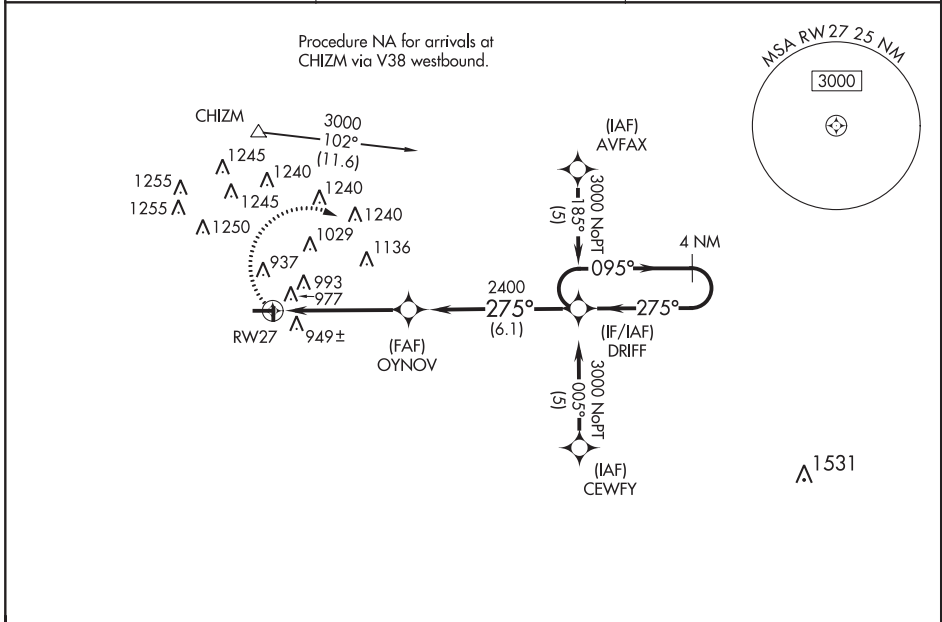 Procedure NA for arrivals at
CHIZM via V38 westbound.
MSA RW27 25 NM
3000
CHIZM
3000
102°
(11.6)
(IAF)
AVFAX
3000 NoPT
185°
(5)
1245
1240
1255
1245
1240
1255
1250
1240
1029
1136
937
993
977
949±
RW27
4 NM
095°
2400
275°
(6.1)
275°
(FAF)
OYNOV
(IF/IAF)
DRIFF
3000 NoPT
005°
(5)
(IAF)
CEWFY
1531